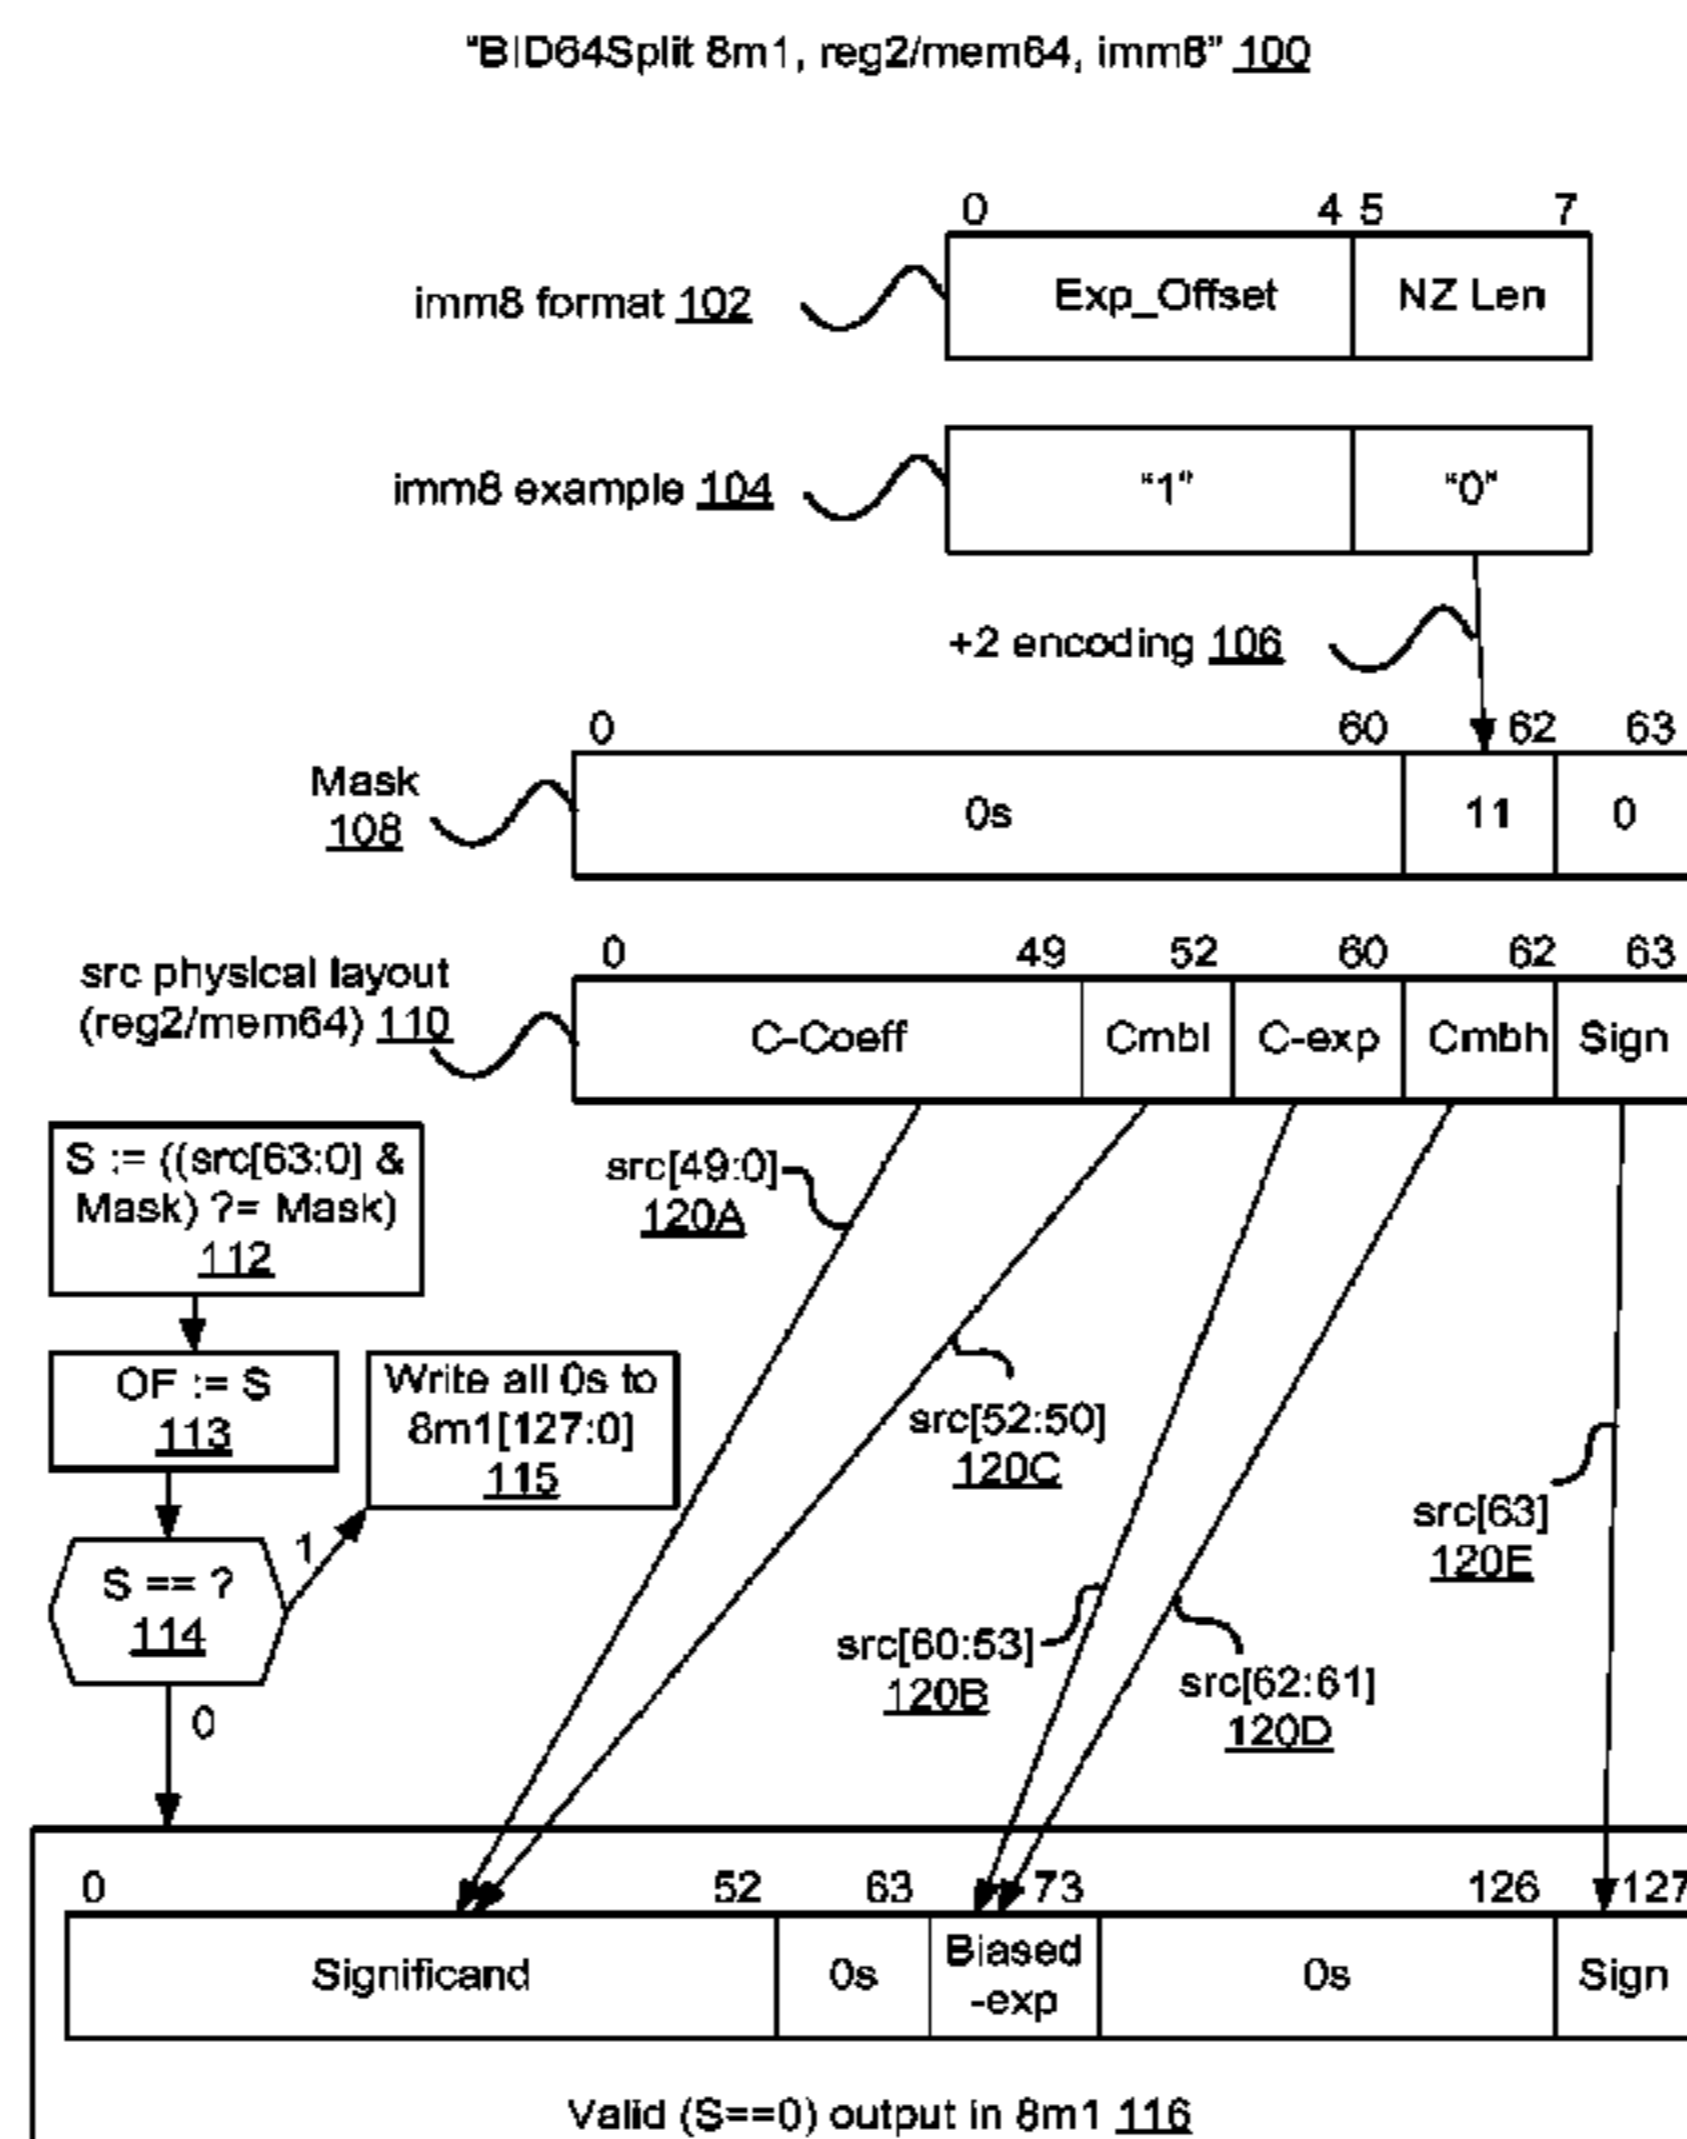 “BID64Split 8m1, reg2/mem64, imm8” 100
0 4 5 7
imm8 format 102 Exp_Offset NZ Len
imm8 example 104 “1” “0”
+2 encoding 106
0 60 62 63
Mask
108
0s 11 0
0 49 52 60 62 63
src physical layout
(reg2/mem64) 110
C-Coeff Cmbl C-exp Cmbh Sign
S := ((src[63:0] &
Mask) ?= Mask)
112
OF := S
113
Write all 0s to
8m1[127:0]
115
S == ?
114
1
0
src[49:0]
120A
src[52:50]
120C
src[63]
120E
src[60:53]
120B
src[62:61]
120D
0 52 63 73 126 127
Significand 0s Biased
-exp 0s Sign
Valid (S==0) output in 8m1 116